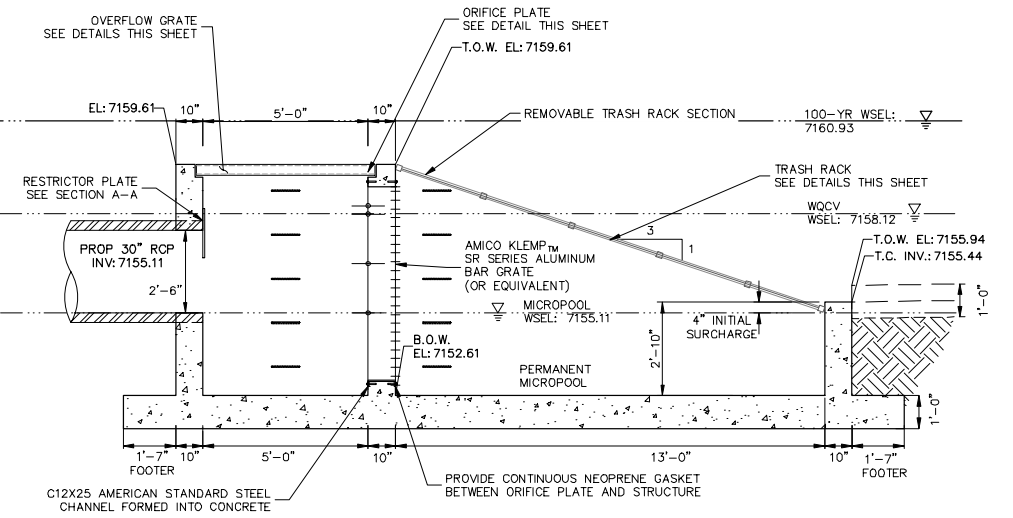 OVERFLOW GRATE
SEE DETAILS THIS SHEET
ORIFICE PLATE
SEE DETAIL THIS SHEET
T.O.W. EL: 7159.61
EL: 7159.61
10"
5'-0"
10"
REMOVABLE TRASH RACK SECTION
100-YR WSEL:
7160.93
RESTRICTOR PLATE
SEE SECTION A-A
TRASH RACK
SEE DETAILS THIS SHEET
WQCV
WSEL: 7158.12
3
1
T.O.W. EL: 7155.94
T.C. INV.: 7155.44
PROP 30" RCP
INV: 7155.11
AMICO KLEMP™
SR SERIES ALUMINUM
BAR GRATE
(OR EQUIVALENT)
2'-6"
MICROPOOL
WSEL: 7155.11
4" INITIAL
SURCHARGE
1'-0"
B.O.W.
EL: 7152.61
2'-10"
PERMANENT
MICROPOOL
1'-0"
1'-7"
FOOTER
10"
5'-0"
10"
13'-0"
10"
1'-7"
FOOTER
C12X25 AMERICAN STANDARD STEEL
CHANNEL FORMED INTO CONCRETE
PROVIDE CONTINUOUS NEOPRENE GASKET
BETWEEN ORIFICE PLATE AND STRUCTURE